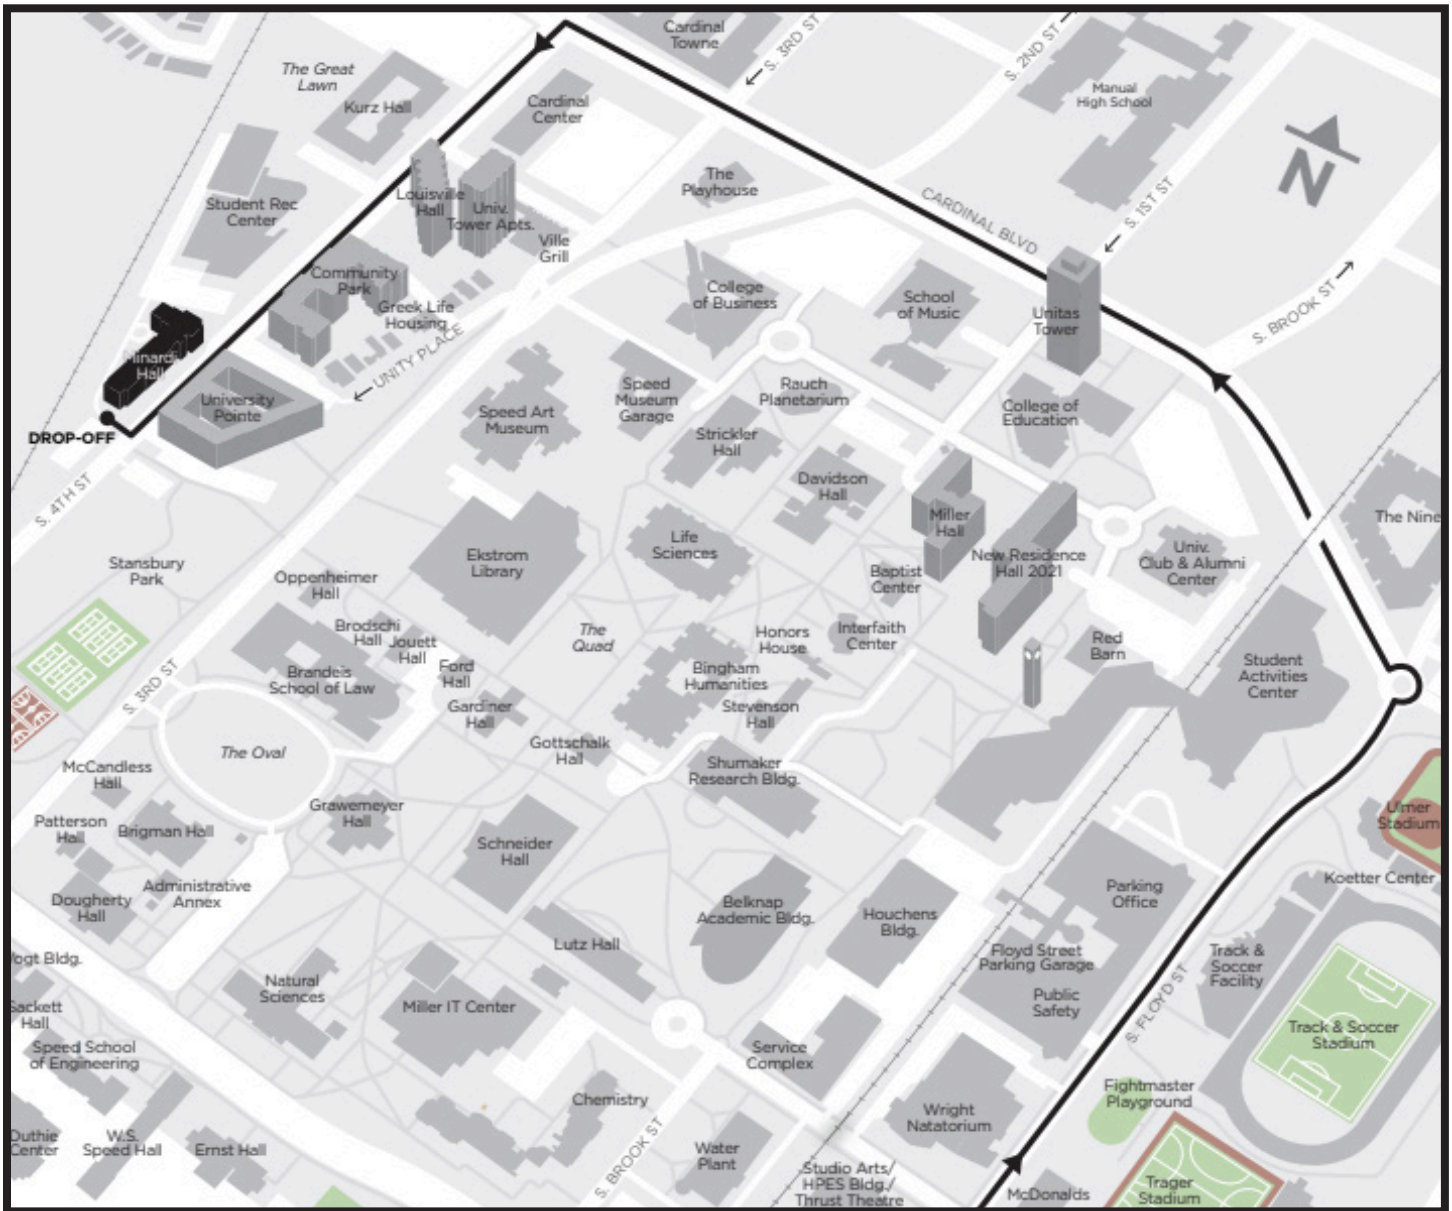 Cardinal
Towne
S. 3RD ST
S. 2ND ST
The Great
Lawn
Kurz Hall
Cardinal
Center
Manual
High School
N
The
Playhouse
CARDINAL BLVD
S. 1ST ST
Student Rec
Center
Louisville
Hall
Univ.
Tower Apts.
Ville
Grill
Community
Park
Greek Life
Housing
UNITY PLACE
College
of Business
School
of Music
Unitas
Tower
S. BROOK ST
Minardi
Hall
University
Pointe
DROP-OFF
Speed Art
Museum
Speed
Museum
Garage
Rauch
Planetarium
College of
Education
Strickler
Hall
Davidson
Hall
S. 4TH ST
Miller
Hall
The Nine
Stansbury
Park
Oppenheimer
Hall
Ekstrom
Library
Life
Sciences
Baptist
Center
New Residence
Hall 2021
Univ.
Club & Alumni
Center
Brodschi
Hall
Jouett
Hall
The
Quad
Honors
House
Interfaith
Center
Red
Barn
Brandeis
School of Law
Ford
Hall
Bingham
Humanities
Student
Activities
Center
S. 3RD ST
Gardiner
Hall
Stevenson
Hall
The Oval
Gottschalk
Hall
Shumaker
Research Bldg.
McCandless
Hall
Grawemeyer
Hall
Ulmer
Stadium
Patterson
Hall
Brigman Hall
Schneider
Hall
Koetter Center
Dougherty
Hall
Administrative
Annex
Belknap
Academic Bldg.
Houchens
Bldg.
Parking
Office
Lutz Hall
Floyd Street
Parking Garage
Track &
Soccer
Facility
ogt Bldg.
Natural
Sciences
Miller IT Center
Public
Safety
S. FLOYD ST
Sackett
Hall
Track & Soccer
Stadium
Speed School
of Engineering
Service
Complex
Chemistry
Fightmaster
Playground
Wright
Natatorium
Duthie
Center
W.S.
Speed Hall
Ernst Hall
S. BROOK ST
Water
Plant
Studio Arts/
HPES Bldg./
Thrust Theatre
McDonalds
Trager
Stadium